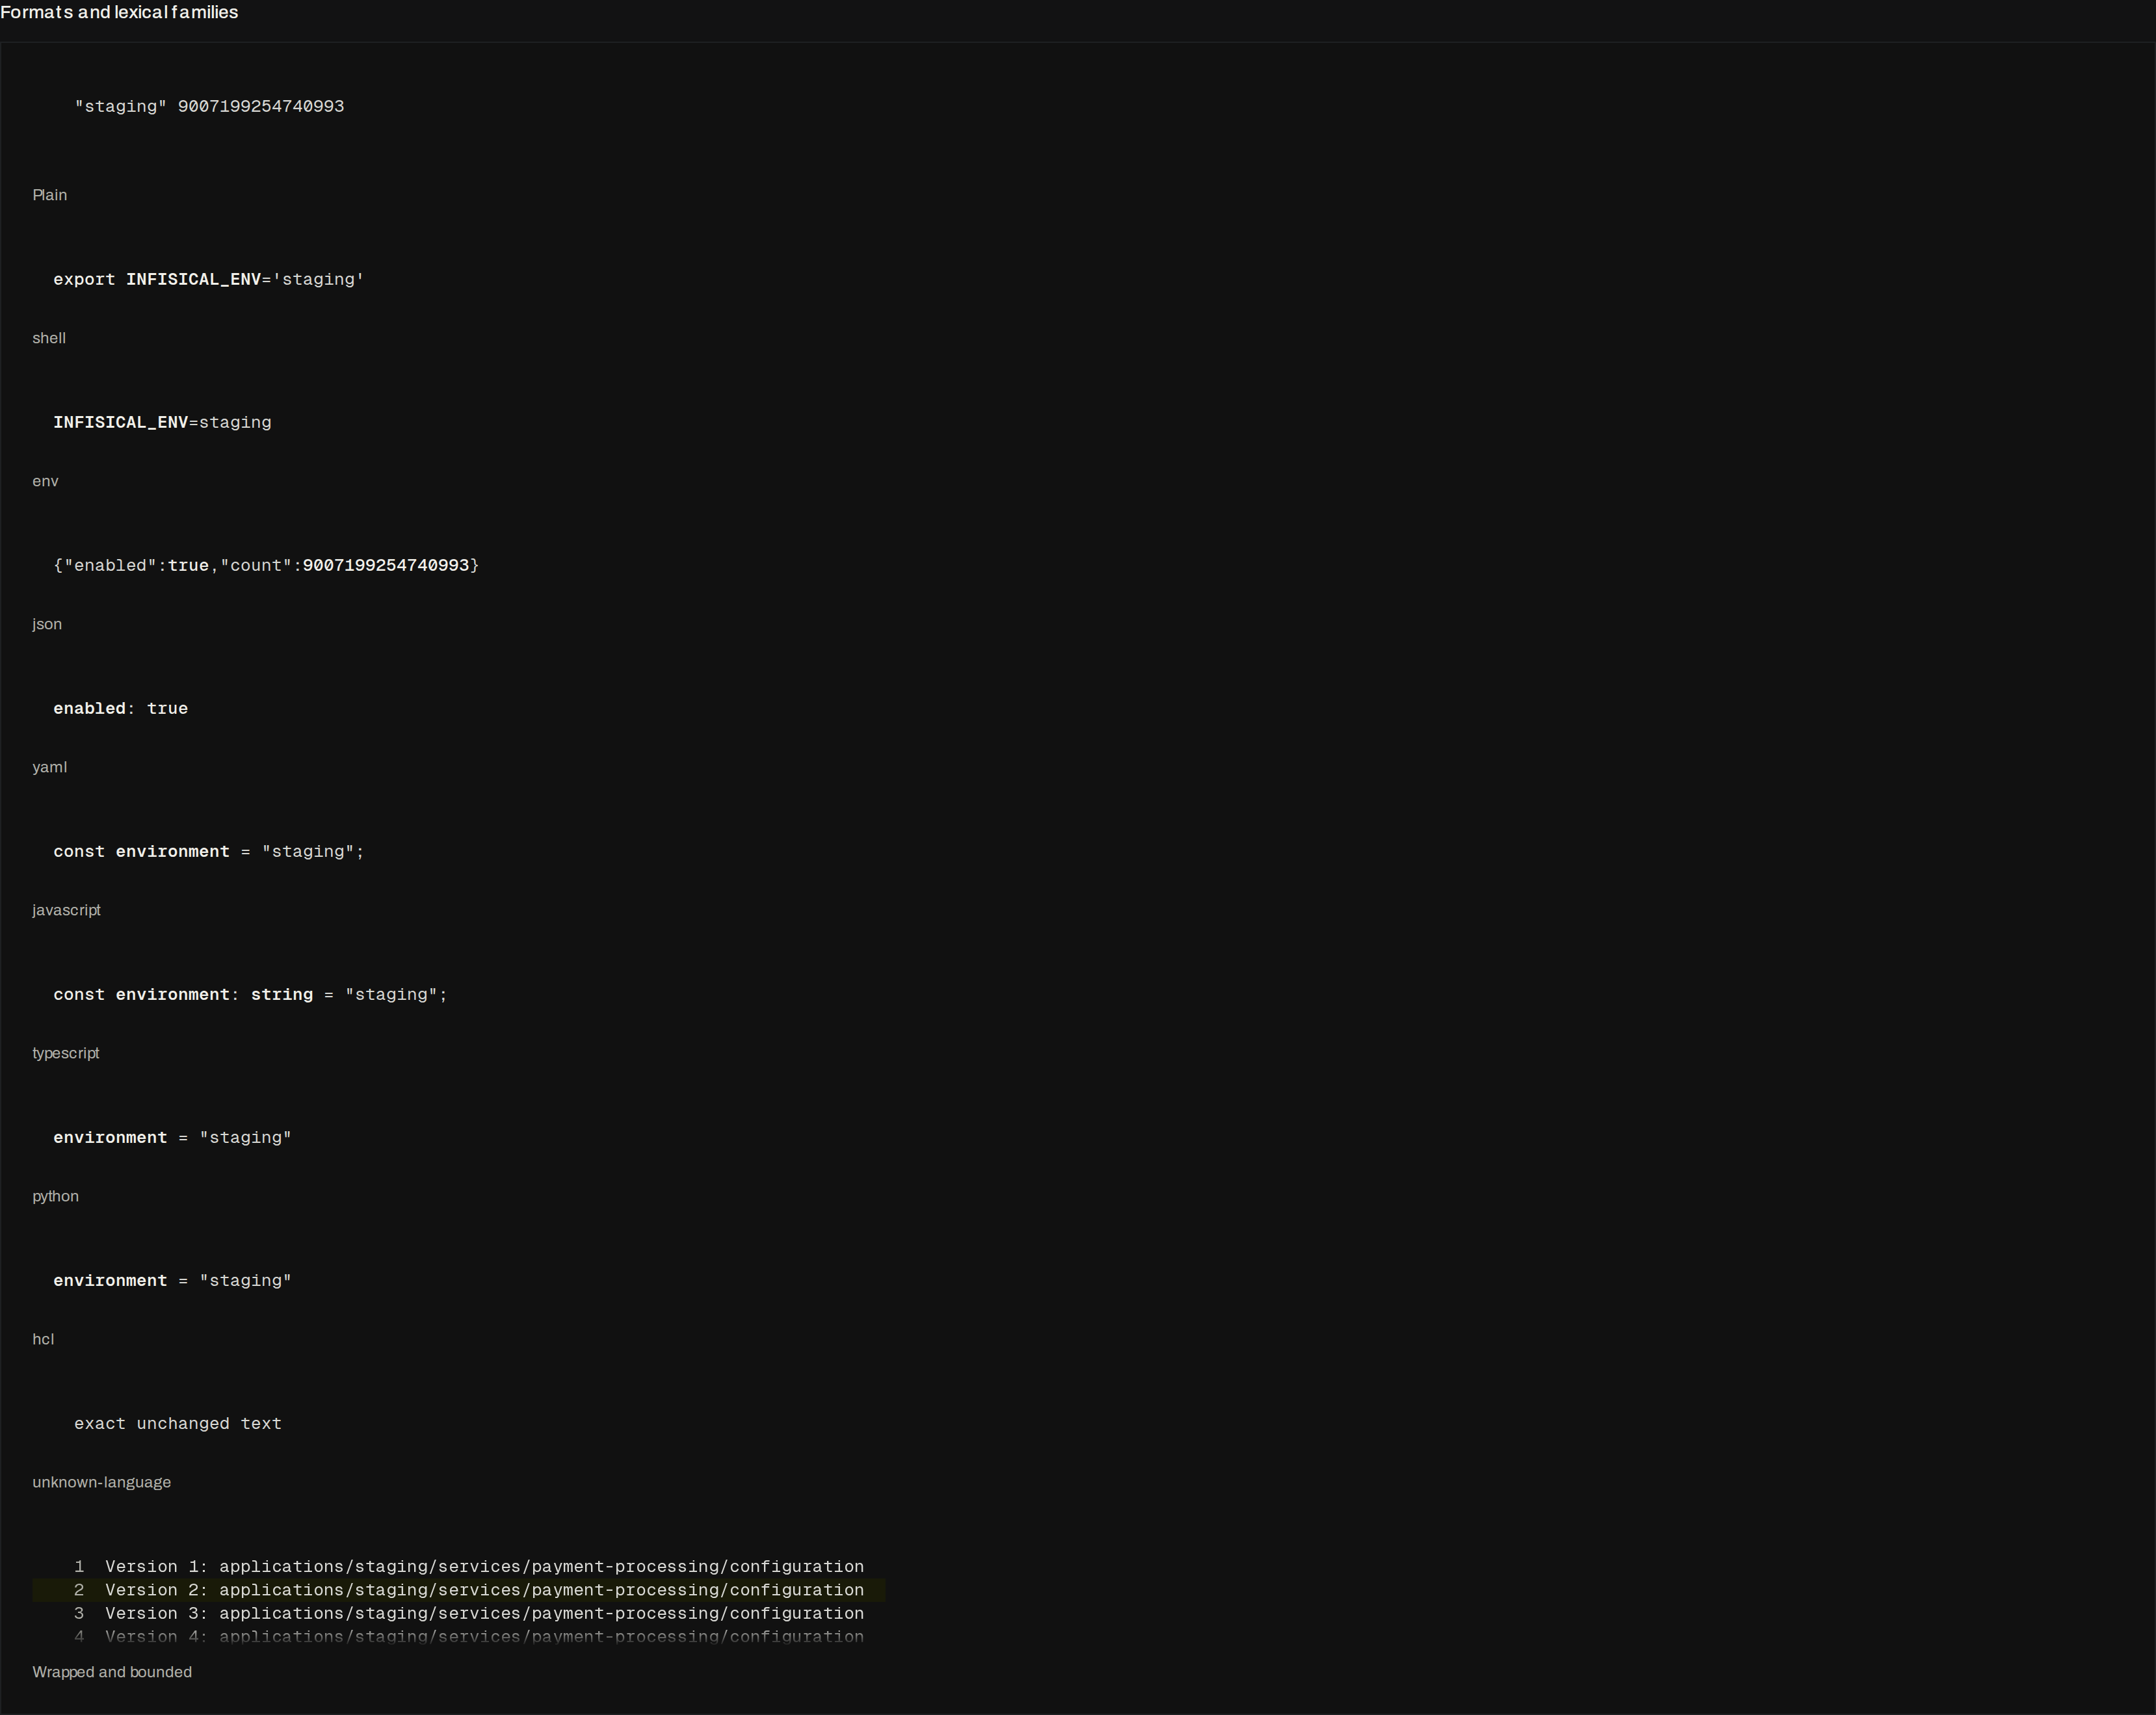 Formats and lexical families
"staging" 9007199254740993
Plain
export INFISICAL_ENV='staging'
shell
INFISICAL_ENV=staging
env
{"enabled":true,"count":9007199254740993}
json
enabled: true
yaml
const environment = "staging";
javascript
const environment: string = "staging";
typescript
environment = "staging"
python
environment = "staging"
hcl
exact unchanged text
unknown-language
1 Version 1: applications/staging/services/payment-processing/configuration
2 Version 2: applications/staging/services/payment-processing/configuration
3 Version 3: applications/staging/services/payment-processing/configuration
4 Version 4: applications/staging/services/payment-processing/configuration
Wrapped and bounded